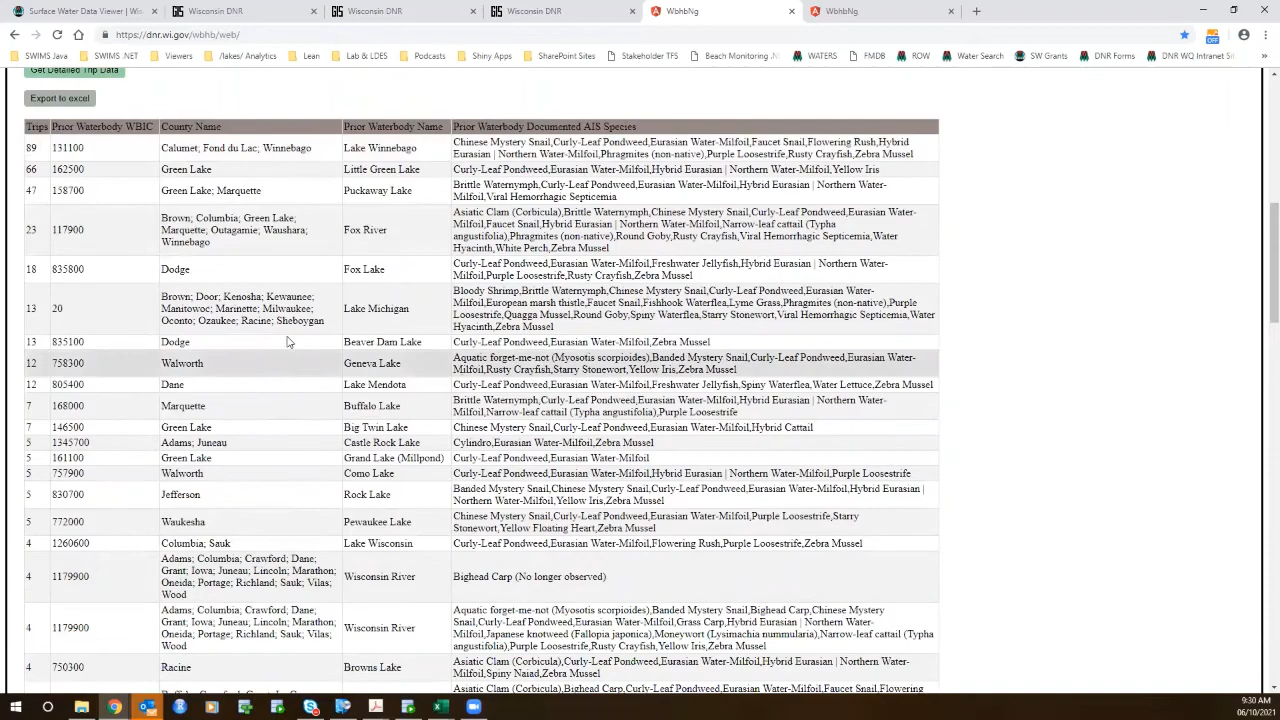 Surface Water Data Viewer | Wis
Wisconsin DNR
Wisconsin DNR
Wisconsin DNR
WbhbNg
WbhbNg
https://dnr.wi.gov/wbhb/web/
OFF
SWIMS Java
SWIMS .NET
Viewers
/lakes/ Analytics
Lean
Lab & LDES
Podcasts
Shiny Apps
SharePoint Sites
Stakeholder TFS
Beach Monitoring .N
WATERS
FMDB
ROW
Water Search
SW Grants
DNR Forms
DNR WQ Intranet Sit
Get Detailed Trip Data
Export to excel
Trips Prior Waterbody WBIC County Name Prior Waterbody Name Prior Waterbody Documented AIS Species
89 131100 Calumet, Fond du Lac; Winnebago Lake Winnebago Chinese Mystery Snail,Curly-Leaf Pondweed,Eurasian Water-Milfoil,Faucet Snail,Flowering Rush,Hybrid
Eurasian | Northern Water-Milfoil,Phragmites (non-native),Purple Loosestrife,Rusty Crayfish,Zebra Mussel
66 162500 Green Lake Little Green Lake Curly-Leaf Pondweed,Eurasian Water-Milfoil,Hybrid Eurasian | Northern Water-Milfoil,Yellow Iris
47 158700 Green Lake; Marquette Puckaway Lake Brittle Waternymph,Curly-Leaf Pondweed,Eurasian Water-Milfoil,Hybrid Eurasian | Northern Water-
Milfoil,Viral Hemorrhagic Septicemia
23 117900 Brown; Columbia; Green Lake;
Marquette; Outagamie; Waushara;
Winnebago
Fox River
Asiatic Clam (Corbicula),Brittle Waternymph,Chinese Mystery Snail,Curly-Leaf Pondweed,Eurasian Water-
Milfoil,Faucet Snail,Hybrid Eurasian | Northern Water-Milfoil,Narrow-leaf cattail (Typha
angustifolia),Phragmites (non-native),Round Goby,Rusty Crayfish,Viral Hemorrhagic Septicemia,Water
Hyacinth,White Perch,Zebra Mussel
18 835800 Dodge Fox Lake Curly-Leaf Pondweed,Freshwater Jellyfish,Hybrid Eurasian | Northern Water-
Milfoil,Purple Loosestrife,Rusty Crayfish,Zebra Mussel
13 20 Brown; Door; Kenosha; Kewaunee;
Manitowoc; Marinette; Milwaukee;
Oconto; Ozaukee; Racine; Sheboygan
Lake Michigan
Bloody Shrimp,Brittle Waternymph,Chinese Mystery Snail,Curly-Leaf Pondweed,Eurasian Water-
Milfoil,European marsh thistle,Faucet Snail,Fishhook Waterflea,Lyme Grass,Phragmites (non-native),Purple
Loosestrife,Quagga Mussel,Round Goby,Spiny Waterflea,Starry Stonewort,Viral Hemorrhagic Septicemia,Water
Hyacinth,Zebra Mussel
13 835100 Dodge Beaver Dam Lake Curly-Leaf Pondweed,Eurasian Water-Milfoil,Zebra Mussel
12 758300 Walworth Geneva Lake Aquatic forget-me-not (Myosotis scorpioides),Banded Mystery Snail,Curly-Leaf Pondweed,Eurasian Water-
Milfoil,Rusty Crayfish,Starry Stonewort,Yellow Iris,Zebra Mussel
12 805400 Dane Lake Mendota Curly-Leaf Pondweed,Eurasian Water-Milfoil,Freshwater Jellyfish,Spiny Waterflea,Water Lettuce,Zebra Mussel
7 168000 Marquette Buffalo Lake Brittle Waternymph,Curly-Leaf Pondweed,Eurasian Water-Milfoil,Hybrid Eurasian | Northern Water-
Milfoil,Narrow-leaf cattail (Typha angustifolia),Purple Loosestrife
7 146500 Green Lake Big Twin Lake Chinese Mystery Snail,Curly-Leaf Pondweed,Eurasian Water-Milfoil,Hybrid Cattail
5 1345700 Adams; Juneau Castle Rock Lake Cylindro,Eurasian Water-Milfoil,Zebra Mussel
5 161100 Green Lake Grand Lake (Millpond) Curly-Leaf Pondweed,Eurasian Water-Milfoil
5 757900 Walworth Como Lake Curly-Leaf Pondweed,Eurasian Water-Milfoil,Hybrid Eurasian | Northern Water-Milfoil,Purple Loosestrife
5 830700 Jefferson Rock Lake Banded Mystery Snail,Chinese Mystery Snail,Curly-Leaf Pondweed,Eurasian Water-Milfoil,Hybrid Eurasian |
Northern Water-Milfoil,Yellow Iris,Zebra Mussel
5 772000 Waukesha Pewaukee Lake Chinese Mystery Snail,Curly-Leaf Pondweed,Eurasian Water-Milfoil,Purple Loosestrife,Starry
Stonewort,Yellow Floating Heart,Zebra Mussel
4 1260600 Columbia; Sauk Lake Wisconsin Curly-Leaf Pondweed,Eurasian Water-Milfoil,Flowering Rush,Purple Loosestrife,Zebra Mussel
4 1179900 Adams; Columbia; Crawford; Dane;
Grant; Iowa; Juneau; Lincoln; Marathon;
Oneida; Portage; Richland; Sauk; Vilas;
Wood
Wisconsin River Bighead Carp (No longer observed)
4 1179900 Adams; Columbia; Crawford; Dane;
Grant; Iowa; Juneau; Lincoln; Marathon;
Oneida; Portage; Richland; Sauk; Vilas;
Wood
Wisconsin River
Aquatic forget-me-not (Myosotis scorpioides),Banded Mystery Snail,Bighead Carp,Chinese Mystery
Snail,Curly-Leaf Pondweed,Eurasian Water-Milfoil,Grass Carp,Hybrid Eurasian | Northern Water-
Milfoil,Japanese knotweed (Fallopia japonica),Moneywort (Lysimachia nummularia),Narrow-leaf cattail (Typha
angustifolia),Purple Loosestrife,Rusty Crayfish,Yellow Iris,Zebra Mussel
4 750300 Racine Browns Lake Asiatic Clam (Corbicula),Curly-Leaf Pondweed,Eurasian Water-Milfoil,Hybrid Eurasian | Northern Water-
Milfoil,Spiny Naiad,Zebra Mussel
Asiatic Clam (Corbicula),Bighead Carp,Curly-Leaf Pondweed,Eurasian Water-Milfoil,Faucet Snail,Flowering
9:30 AM
06/10/2021